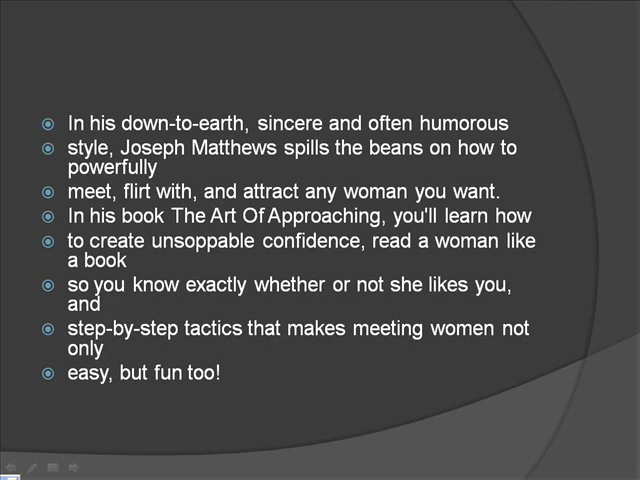 In his down-to-earth, sincere and often humorous
style, Joseph Matthews spills the beans on how to
powerfully
meet, flirt with, and attract any woman you want.
In his book The Art Of Approaching, you'll learn how
to create unsoppable confidence, read a woman like
a book
so you know exactly whether or not she likes you,
and
step-by-step tactics that makes meeting women not
only
easy, but fun too!